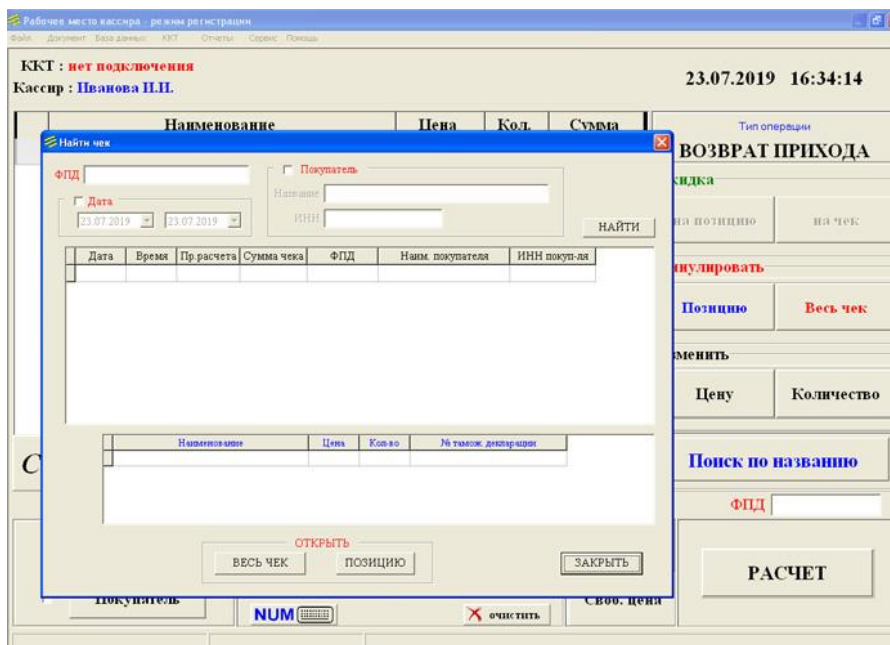 Рабочее место кассира - режим регистрации
Файл Документ База данных ККТ Отчеты Сервис Помощь
ККТ : нет подключения
Кассир : Иванова И.И.
23.07.2019 16:34:14
Наименование Цена Кол. Сумма
Тип операции
ВОЗВРАТ ПРИХОДА
Найти чек
ФПД
Покупатель
Название
ИНН
Дата
23.07.2019 23.07.2019
НАЙТИ
Дата Время Пр.расчета Сумма чека ФПД Наим. покупателя ИНН покуп-ля
Наименование Цена Кол-во № тамож. декларации
ОТКРЫТЬ
ВЕСЬ ЧЕК ПОЗИЦИЮ
ЗАКРЫТЬ
кидка
на позицию на чек
нулировать
Позицию Весь чек
зменить
Цену Количество
С
Поиск по названию
ФПД
РАСЧЕТ
Покупатель
NUM
очистить
Своб. цена